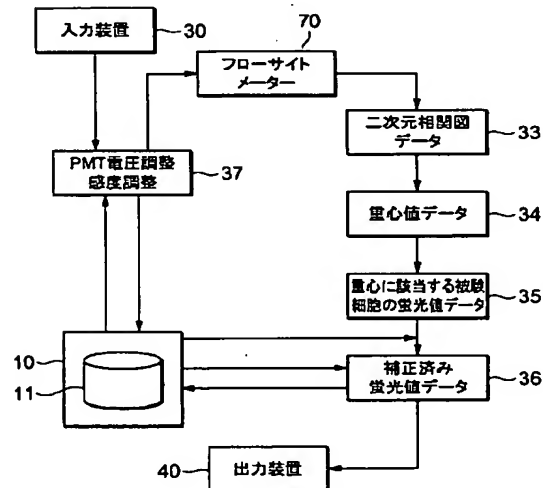 入力装置
30
フローサイト
メーター
70
PMT電圧調整
感度調整
37
二次元相関図
データ
33
重心値データ
34
重心に該当する被験
細胞の蛍光値データ
35
10
11
補正済み
蛍光値データ
36
40
出力装置